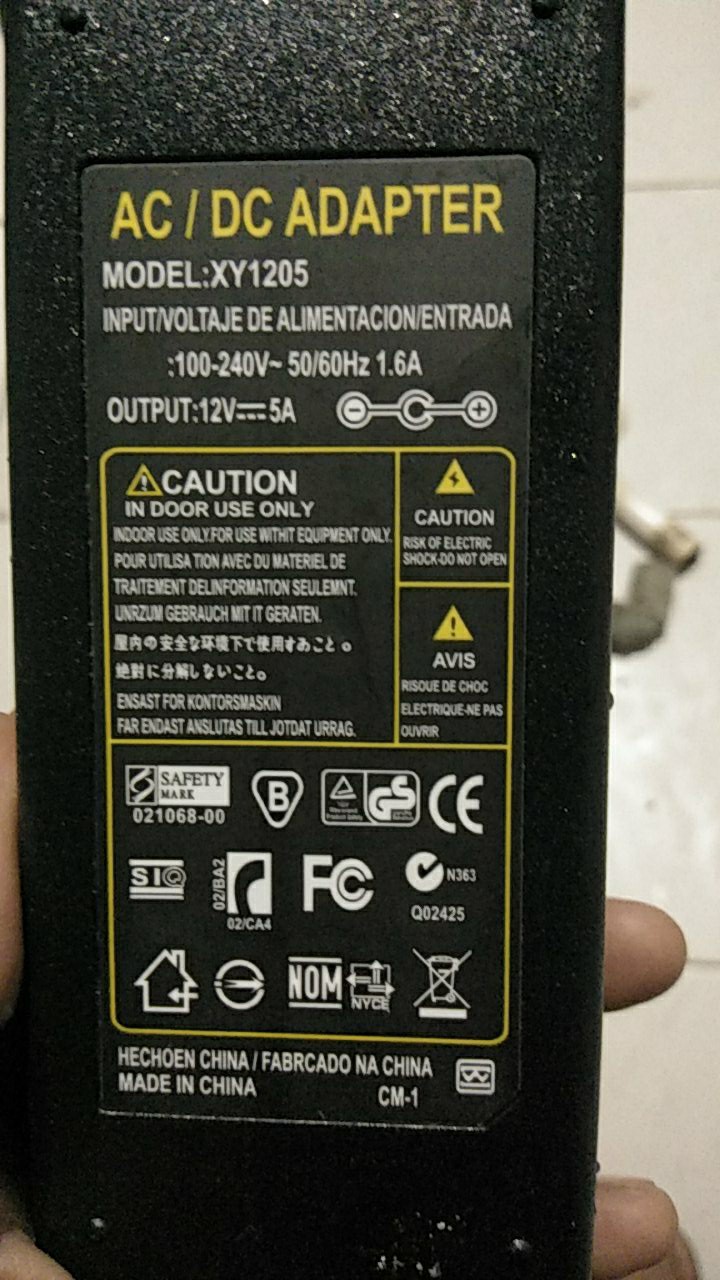 AC / DC ADAPTER
MODEL:XY1205
INPUT/VOLTAJE DE ALIMENTACION/ENTRADA
:100-240V~ 50/60Hz 1.6A
OUTPUT:12V⎓5A
CAUTION
IN DOOR USE ONLY
INDOOR USE ONLY.FOR USE WITHIT EQUIPMENT ONLY.
POUR UTILISA TION AVEC DU MATERIEL DE
TRAITEMENT DELINFORMATION SEULEMNT.
UNRZUM GEBRAUCH MIT IT GERATEN.
屋内の安全な環境下で使用すあこと。
絶対に分解しないこと。
ENSAST FOR KONTORSMASKIN
FAR ENDAST ANSLUTAS TILL JOTDAT URRAG.
CAUTION
RISK OF ELECTRIC
SHOCK-DO NOT OPEN
AVIS
RISOUE DE CHOC
ELECTRIQUE-NE PAS
OUVRIR
SAFETY
MARK
021068-00
B
GS
CE
SIQ
02/BA2
02/CA4
FC
N363
Q02425
NOM
NYCE
HECHOEN CHINA / FABRCADO NA CHINA
MADE IN CHINA
CM-1